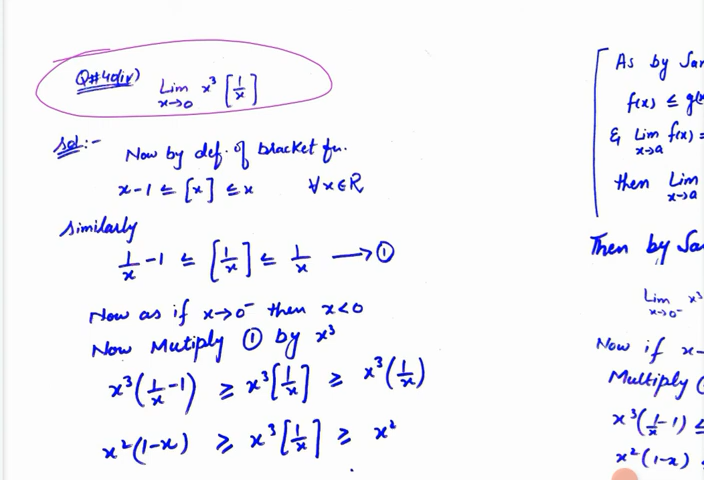 Q#4(iv) Lim x→0 x³ [1/x]
Sol:- Now by def. of bracket fn.
x-1 ≤ [x] ≤ x ∀x∈R
Similarly
1/x -1 ≤ [1/x] ≤ 1/x → ①
Now as if x→0⁻ then x<0
Now Mutiply ① by x³
x³(1/x -1) ≥ x³[1/x] ≥ x³(1/x)
x²(1-x) ≥ x³[1/x] ≥ x²
As by San
f(x) ≤ g(x
& Lim x→a f(x) =
then Lim x→a
Then by Sa
Lim x→0⁻ x³
Now if x-
Multiply (
x³(1/x -1) ≤
x²(1-x) ≤